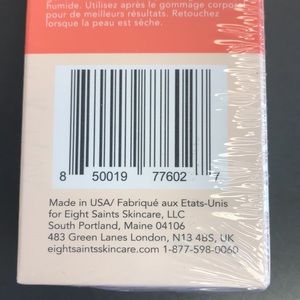 humide. Utilisez après le gommage corpor
pour de meilleurs résultats. Retouchez
lorsque la peau est sèche.
8 50019 77602 7
Made in USA/ Fabriqué aux Etats-Unis
for Eight Saints Skincare, LLC
South Portland, Maine 04106
483 Green Lanes London, N13 4BS, UK
eightsaintsskincare.com 1-877-598-0060